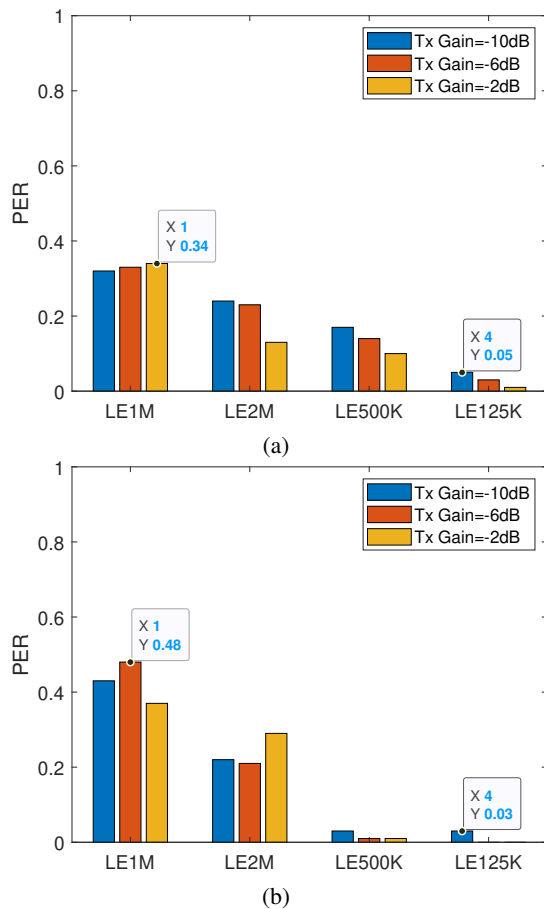 1
Tx Gain=-10dB
Tx Gain=-6dB
Tx Gain=-2dB
0.8
0.6
PER
X 1
Y 0.34
0.4
0.2
X 4
Y 0.05
0
LE1M LE2M LE500K LE125K
(a)
1
Tx Gain=-10dB
Tx Gain=-6dB
Tx Gain=-2dB
0.8
0.6
PER
X 1
Y 0.48
0.4
0.2
X 4
Y 0.03
0
LE1M LE2M LE500K LE125K
(b)